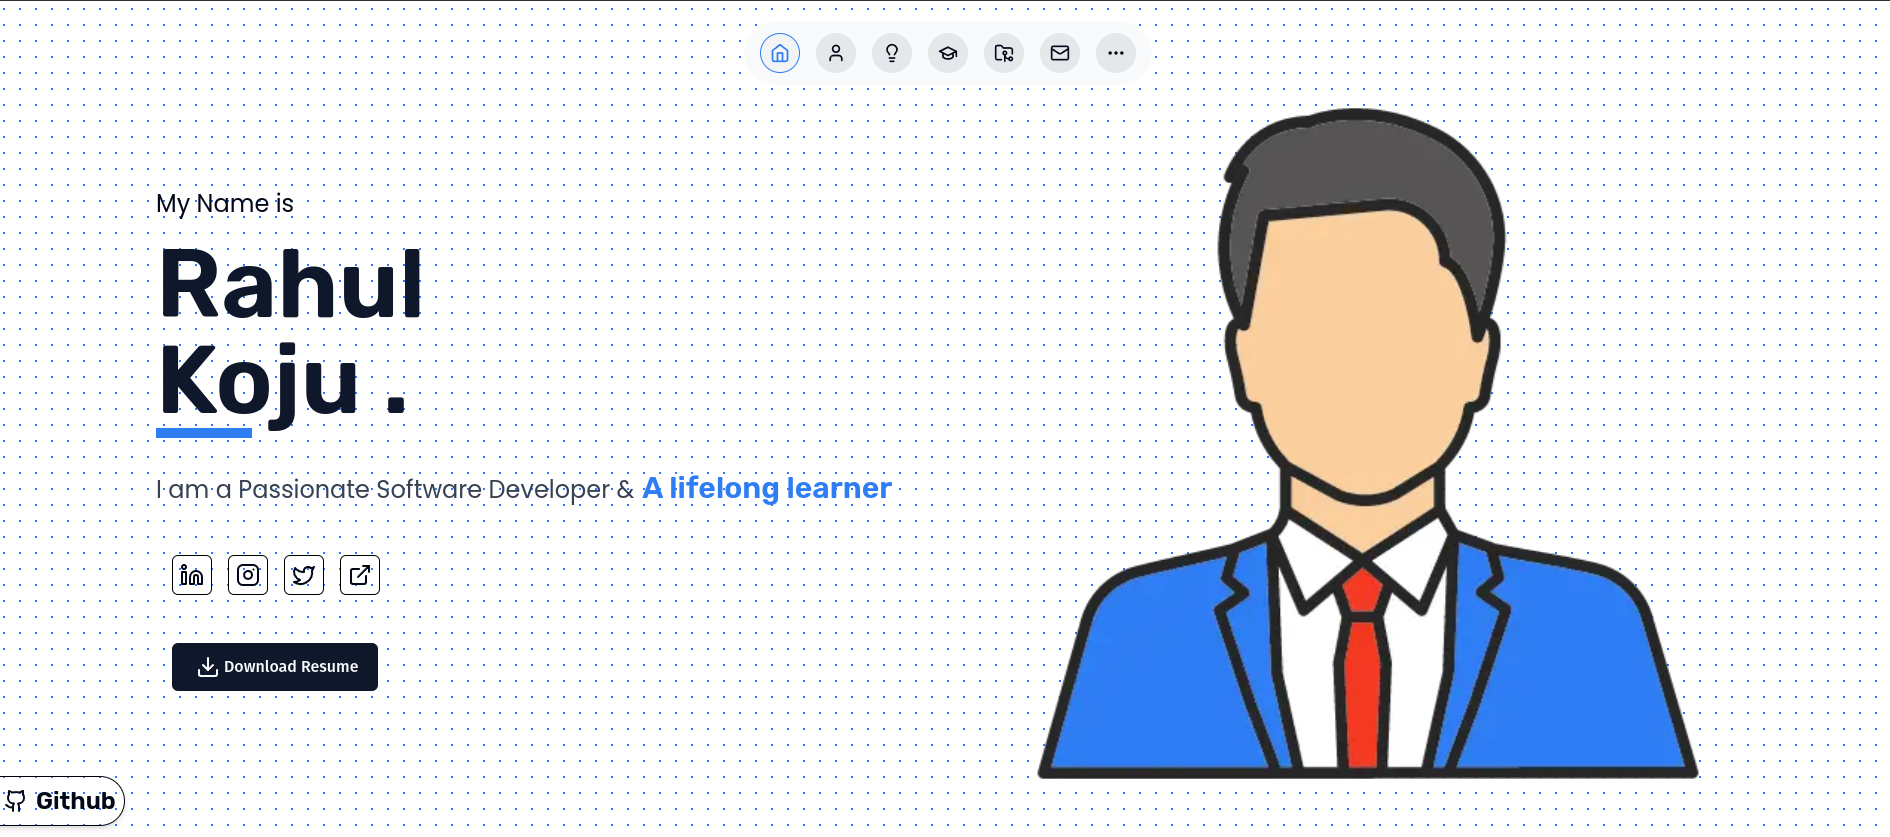 My Name is
Rahul
Koju .
I am a Passionate Software Developer & A lifelong learner
Download Resume
Github